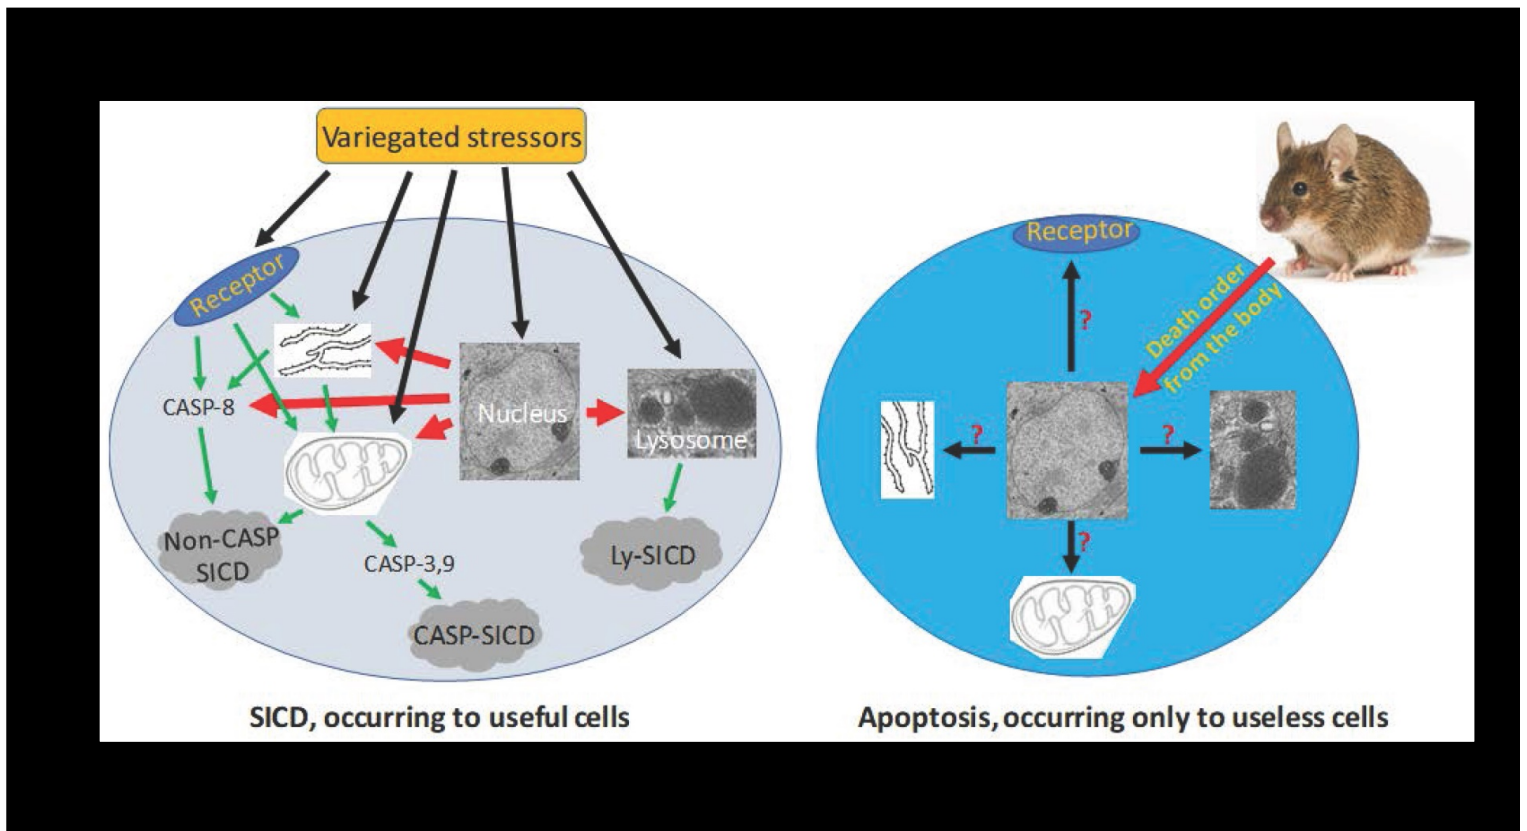 Variegated stressors
Receptor
CASP-8
Nucleus
Lysosome
Non-CASP
SICD
CASP-3,9
Ly-SICD
CASP-SICD
SICD, occurring to useful cells
Receptor
Death order
from the body
?
?
?
?
Apoptosis, occurring only to useless cells